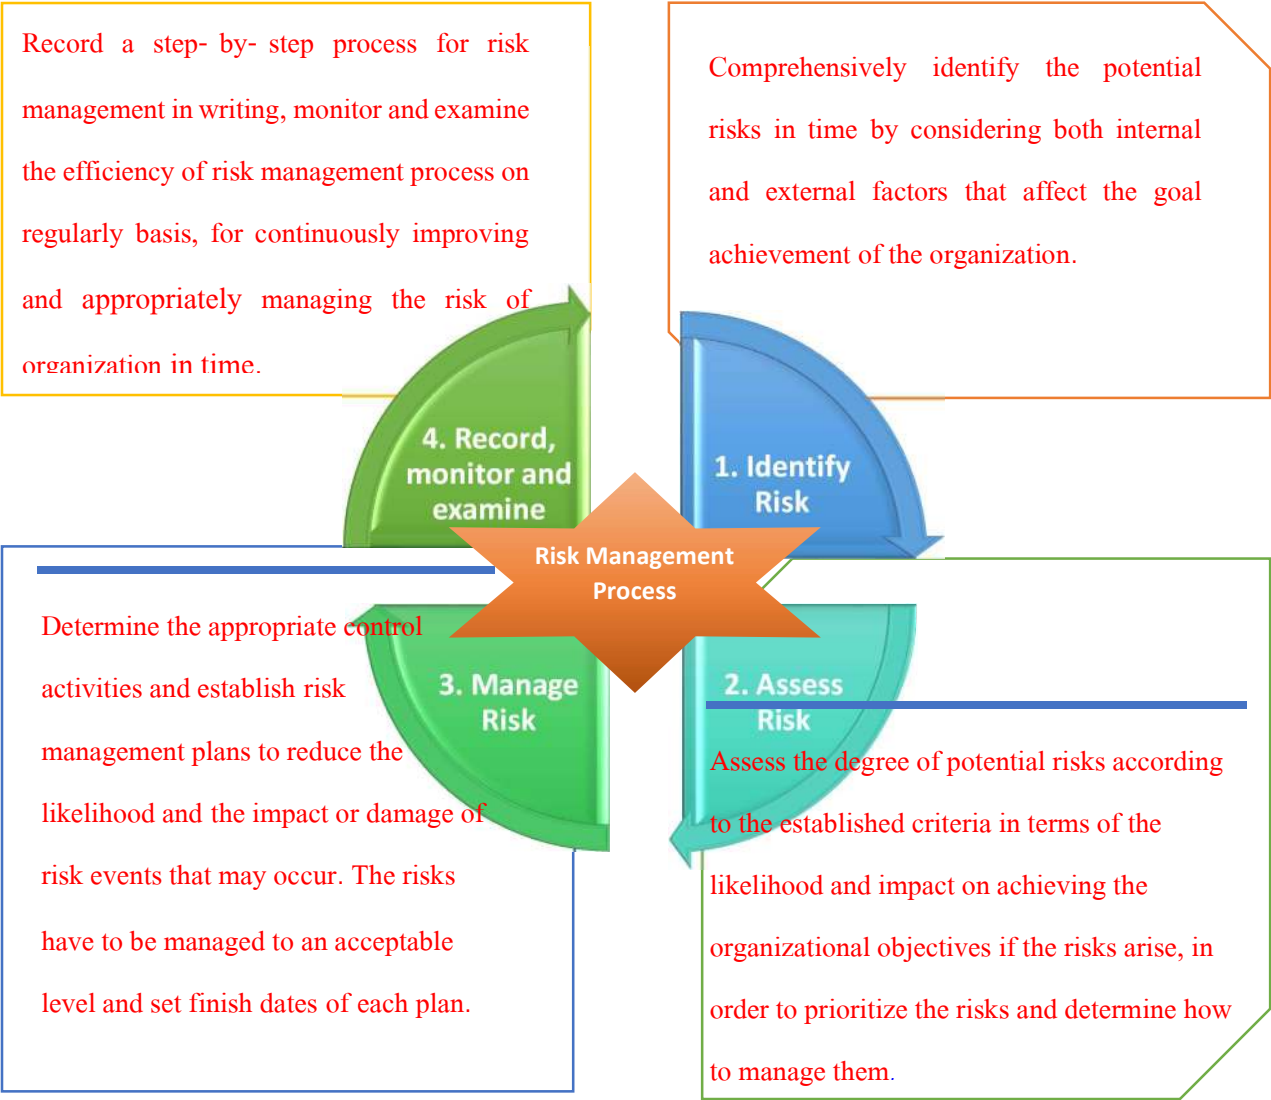 Record a step- by- step process for risk
management in writing, monitor and examine
the efficiency of risk management process on
regularly basis, for continuously improving
and appropriately managing the risk of
organization in time.
Comprehensively identify the potential
risks in time by considering both internal
and external factors that affect the goal
achievement of the organization.
4. Record,
monitor and
examine
1. Identify
Risk
Risk Management
Process
3. Manage
Risk
2. Assess
Risk
Determine the appropriate control
activities and establish risk
management plans to reduce the
likelihood and the impact or damage of
risk events that may occur. The risks
have to be managed to an acceptable
level and set finish dates of each plan.
Assess the degree of potential risks according
to the established criteria in terms of the
likelihood and impact on achieving the
organizational objectives if the risks arise, in
order to prioritize the risks and determine how
to manage them.